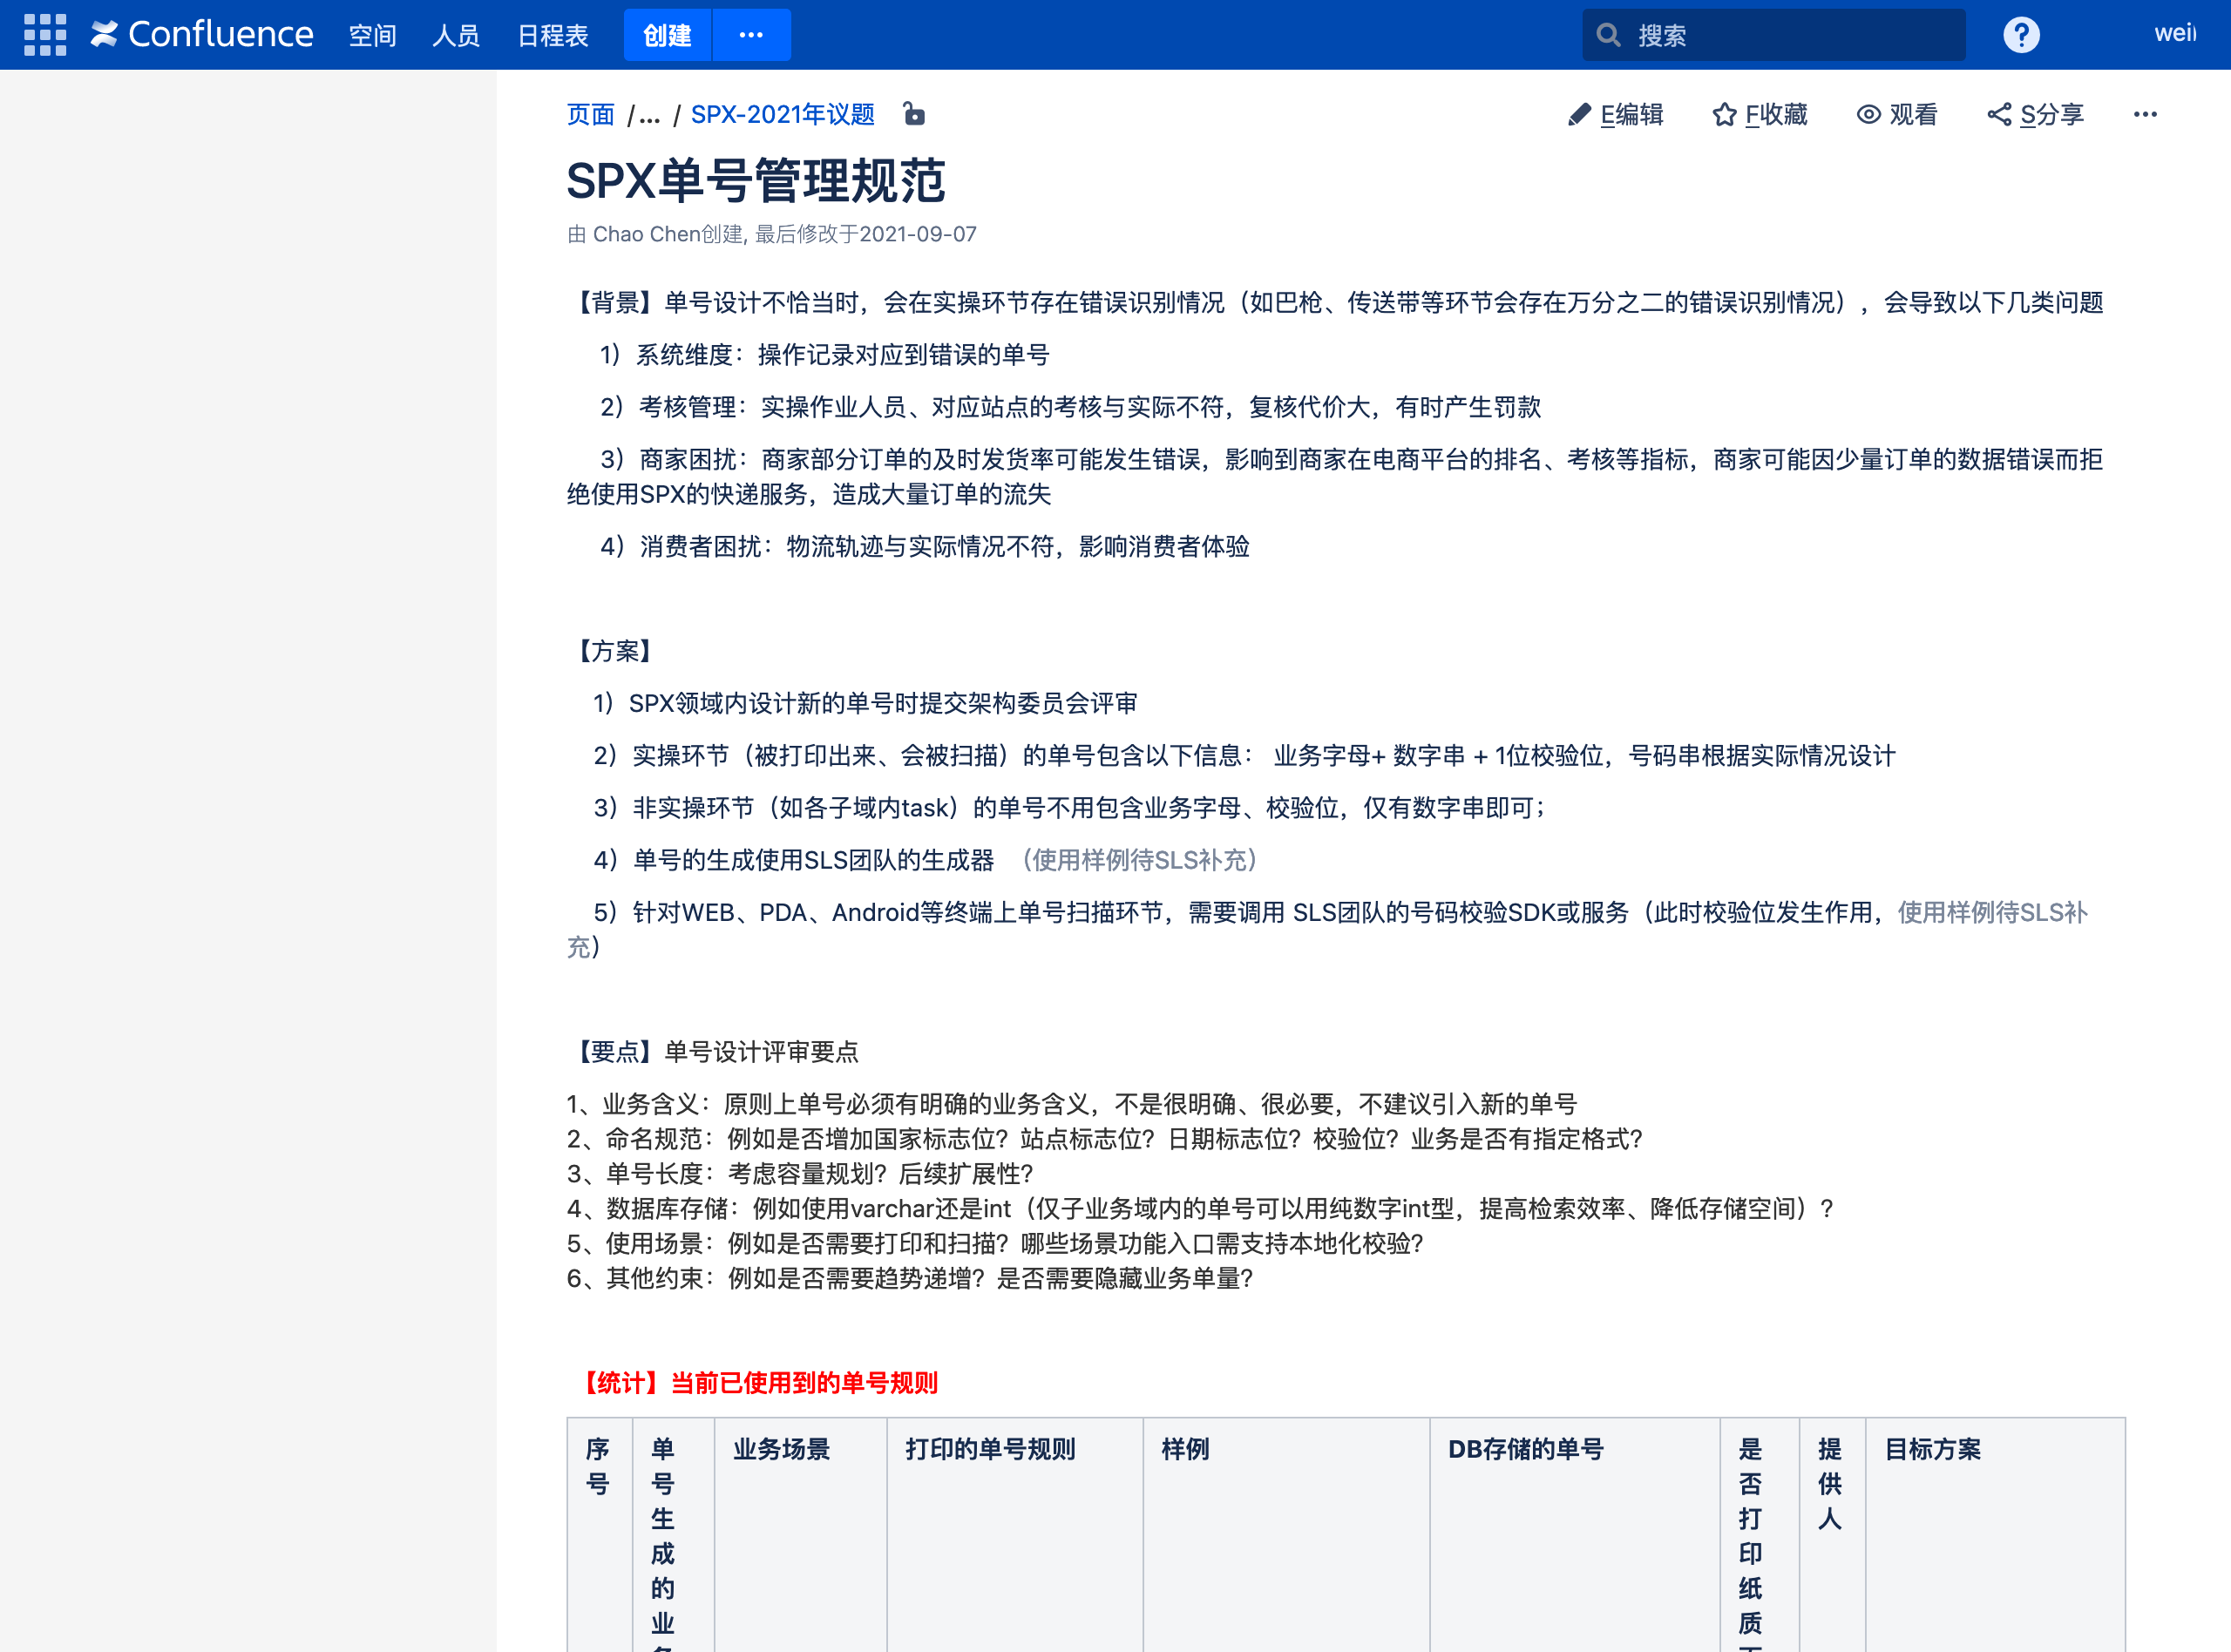 Confluence 空间 人员 日程表 创建 ••• 搜索 ? wei
页面 /... / SPX-2021年议题 E编辑 F收藏 观看 S分享 •••
SPX单号管理规范
由 Chao Chen创建, 最后修改于2021-09-07
【背景】单号设计不恰当时，会在实操环节存在错误识别情况（如巴枪、传送带等环节会存在万分之二的错误识别情况），会导致以下几类问题
1）系统维度：操作记录对应到错误的单号
2）考核管理：实操作业人员、对应站点的考核与实际不符，复核代价大，有时产生罚款
3）商家困扰：商家部分订单的及时发货率可能发生错误，影响到商家在电商平台的排名、考核等指标，商家可能因少量订单的数据错误而拒
绝使用SPX的快递服务，造成大量订单的流失
4）消费者困扰：物流轨迹与实际情况不符，影响消费者体验
【方案】
1）SPX领域内设计新的单号时提交架构委员会评审
2）实操环节（被打印出来、会被扫描）的单号包含以下信息： 业务字母+ 数字串 + 1位校验位，号码串根据实际情况设计
3）非实操环节（如各子域内task）的单号不用包含业务字母、校验位，仅有数字串即可；
4）单号的生成使用SLS团队的生成器 （使用样例待SLS补充）
5）针对WEB、PDA、Android等终端上单号扫描环节，需要调用 SLS团队的号码校验SDK或服务（此时校验位发生作用，使用样例待SLS补
充）
【要点】单号设计评审要点
1、业务含义：原则上单号必须有明确的业务含义，不是很明确、很必要，不建议引入新的单号
2、命名规范：例如是否增加国家标志位？站点标志位？日期标志位？校验位？业务是否有指定格式？
3、单号长度：考虑容量规划？后续扩展性？
4、数据库存储：例如使用varchar还是int（仅子业务域内的单号可以用纯数字int型，提高检索效率、降低存储空间）？
5、使用场景：例如是否需要打印和扫描？哪些场景功能入口需支持本地化校验？
6、其他约束：例如是否需要趋势递增？是否需要隐藏业务单量？
【统计】当前已使用到的单号规则
序 单 业务场景 打印的单号规则 样例 DB存储的单号 是 提 目标方案
号 号 否 供
生 打 人
成 印
的 纸
业 质